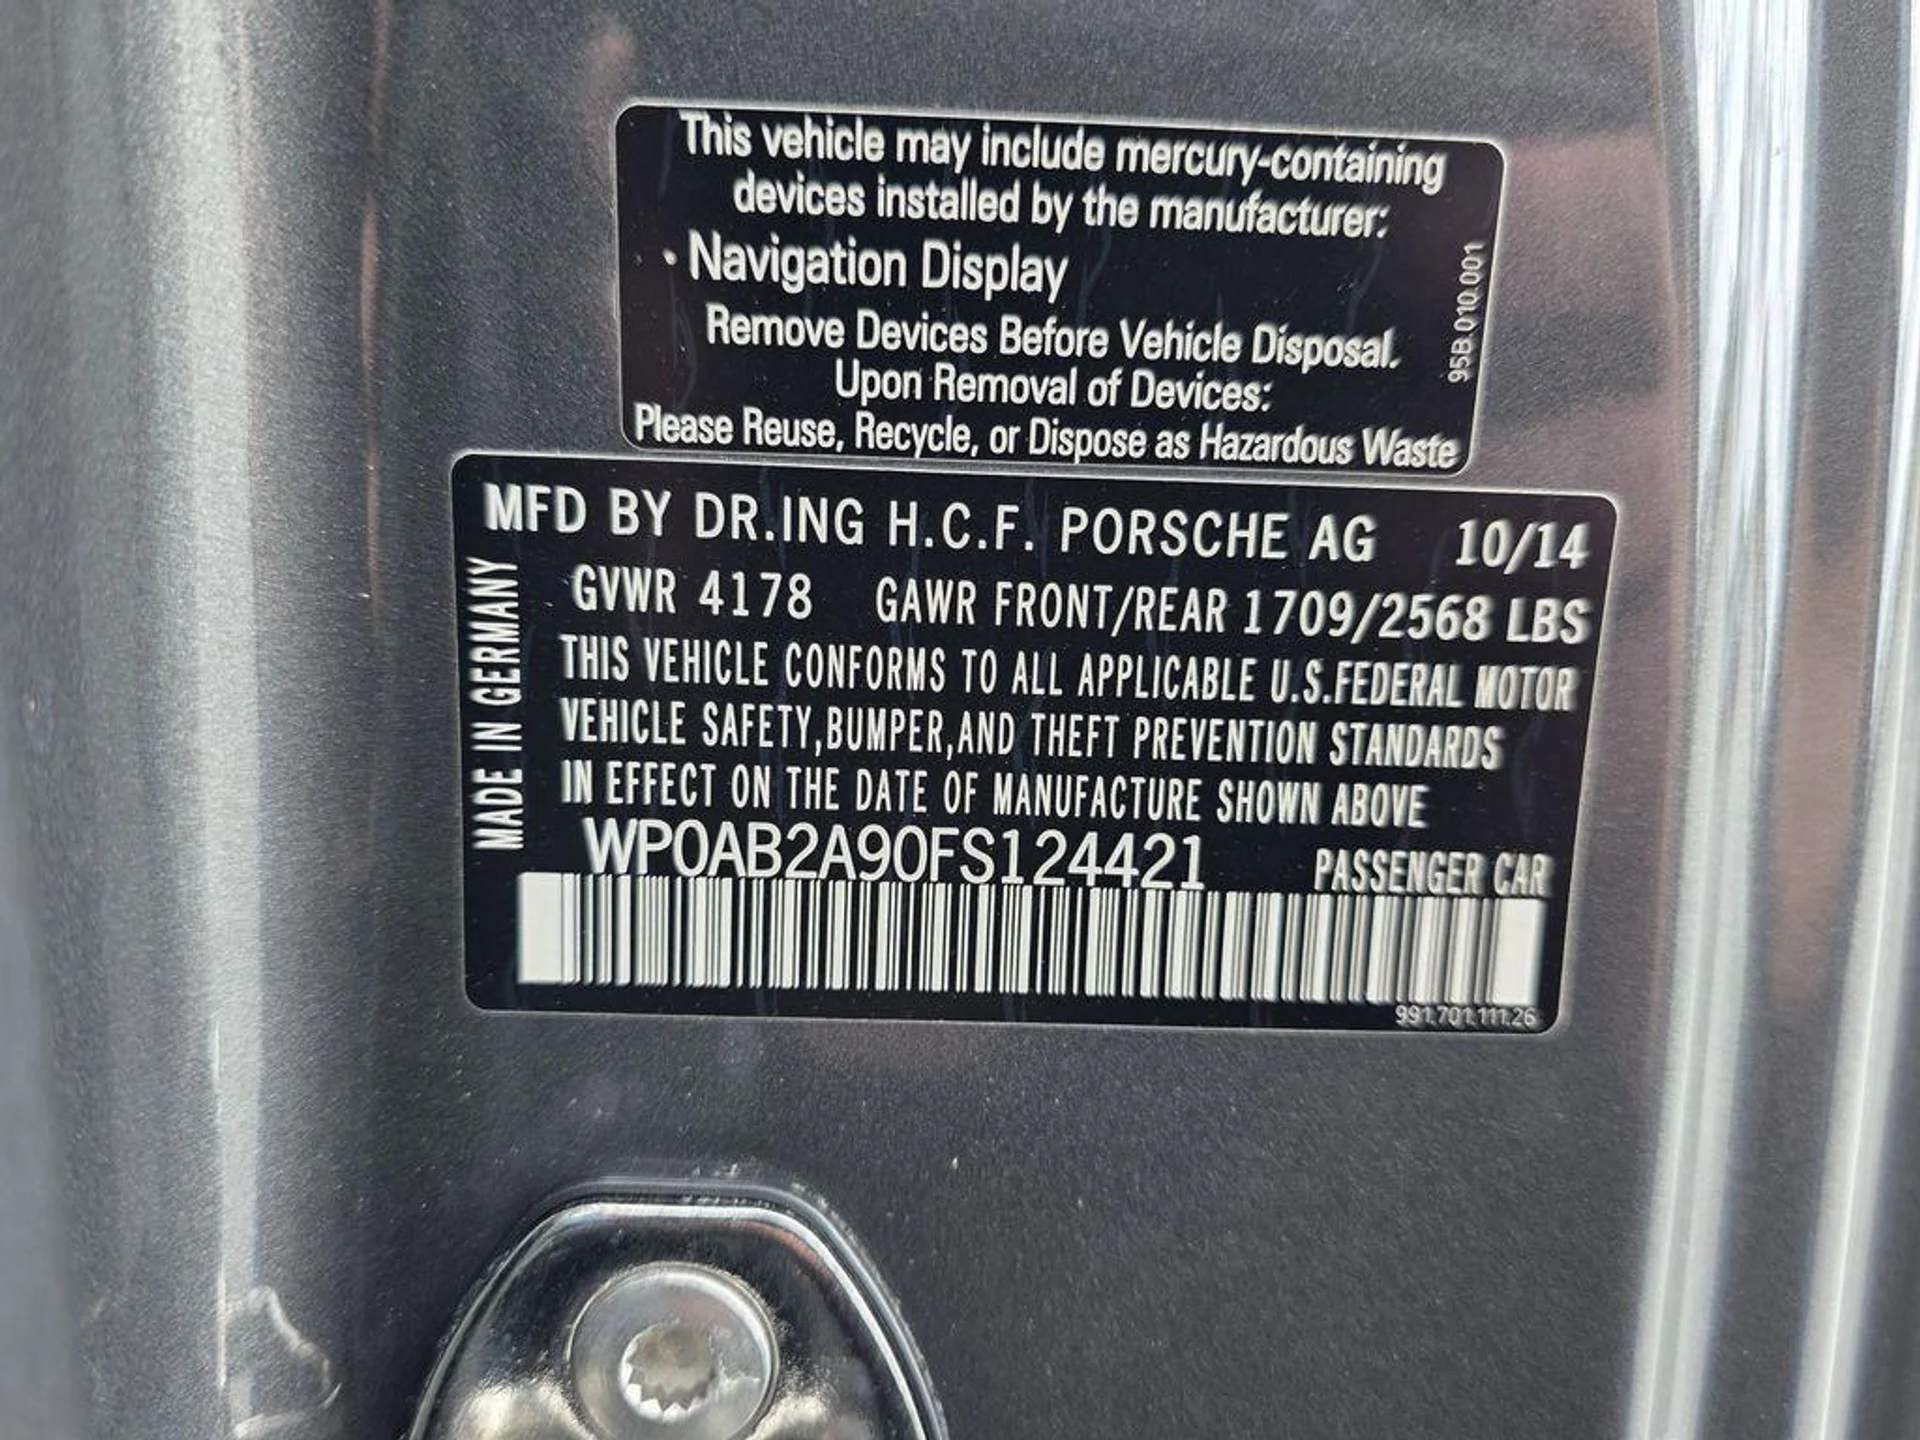 This vehicle may include mercury-containing
devices installed by the manufacturer:
• Navigation Display
Remove Devices Before Vehicle Disposal.
Upon Removal of Devices:
Please Reuse, Recycle, or Dispose as Hazardous Waste
95B.010.001
MFD BY DR.ING H.C.F. PORSCHE AG 10/14
GVWR 4178 GAWR FRONT/REAR 1709/2568 LBS
THIS VEHICLE CONFORMS TO ALL APPLICABLE U.S.FEDERAL MOTOR
VEHICLE SAFETY,BUMPER,AND THEFT PREVENTION STANDARDS
IN EFFECT ON THE DATE OF MANUFACTURE SHOWN ABOVE
WP0AB2A90FS124421 PASSENGER CAR
MADE IN GERMANY
991.701.111.26